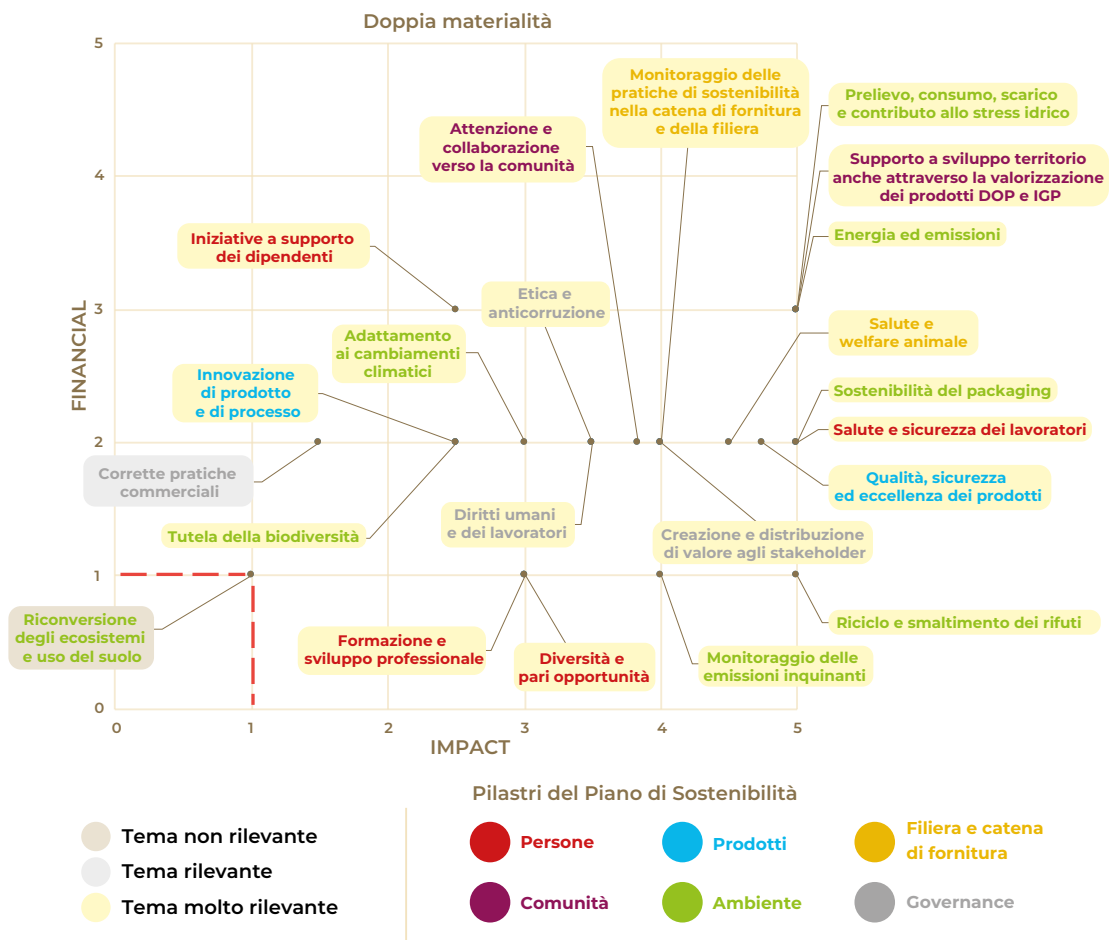 Doppia materialità
5
4
3
2
1
0
FINANCIAL
0
1
2
3
4
5
IMPACT
Monitoraggio delle
pratiche di sostenibilità
nella catena di fornitura
e della filiera
Prelievo, consumo, scarico
e contributo allo stress idrico
Attenzione e
collaborazione
verso la comunità
Supporto a sviluppo territorio
anche attraverso la valorizzazione
dei prodotti DOP e IGP
Energia ed emissioni
Iniziative a supporto
dei dipendenti
Etica e
anticorruzione
Salute e
welfare animale
Adattamento
ai cambiamenti
climatici
Innovazione
di prodotto
e di processo
Sostenibilità del packaging
Salute e sicurezza dei lavoratori
Corrette pratiche
commerciali
Qualità, sicurezza
ed eccellenza dei prodotti
Diritti umani
e dei lavoratori
Tutela della biodiversità
Creazione e distribuzione
di valore agli stakeholder
Riconversione
degli ecosistemi
e uso del suolo
Formazione e
sviluppo professionale
Diversità e
pari opportunità
Monitoraggio delle
emissioni inquinanti
Riciclo e smaltimento dei rifuti
Tema non rilevante
Tema rilevante
Tema molto rilevante
Pilastri del Piano di Sostenibilità
Persone
Prodotti
Filiera e catena
di fornitura
Comunità
Ambiente
Governance